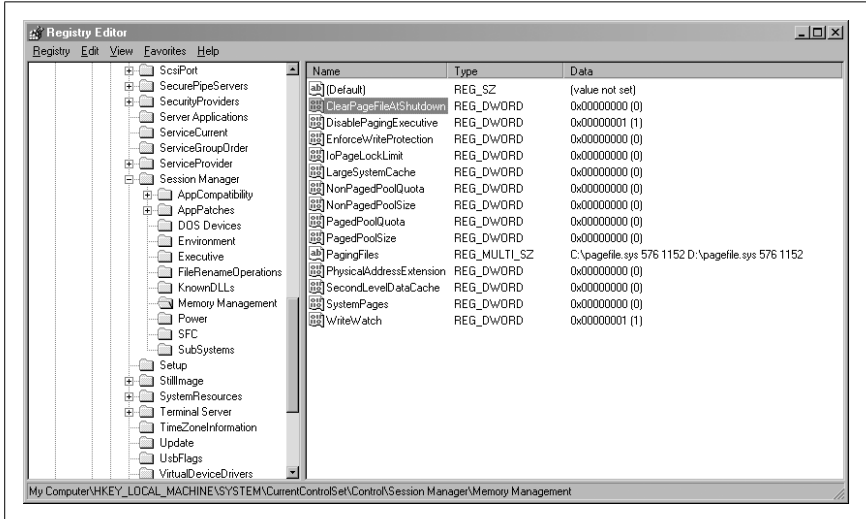 Registry Editor
Registry Edit View Favorites Help
ScsiPort
SecurePipeServers
SecurityProviders
Server Applications
ServiceCurrent
ServiceGroupOrder
ServiceProvider
Session Manager
AppCompatibility
AppPatches
DOS Devices
Environment
Executive
FileRenameOperations
KnownDLLs
Memory Management
Power
SFC
SubSystems
Setup
StillImage
SystemResources
Terminal Server
TimeZoneInformation
Update
UsbFlags
VirtualDeviceDrivers
Name Type Data
(Default) REG_SZ (value not set)
ClearPageFileAtShutdown REG_DWORD 0x00000000 (0)
DisablePagingExecutive REG_DWORD 0x00000001 (1)
EnforceWriteProtection REG_DWORD 0x00000000 (0)
IoPageLockLimit REG_DWORD 0x00000000 (0)
LargeSystemCache REG_DWORD 0x00000000 (0)
NonPagedPoolQuota REG_DWORD 0x00000000 (0)
NonPagedPoolSize REG_DWORD 0x00000000 (0)
PagedPoolQuota REG_DWORD 0x00000000 (0)
PagedPoolSize REG_DWORD 0x00000000 (0)
PagingFiles REG_MULTI_SZ C:\pagefile.sys 576 1152 D:\pagefile.sys 576 1152
PhysicalAddressExtension REG_DWORD 0x00000000 (0)
SecondLevelDataCache REG_DWORD 0x00000000 (0)
SystemPages REG_DWORD 0x00000000 (0)
WriteWatch REG_DWORD 0x00000001 (1)
My Computer\HKEY_LOCAL_MACHINE\SYSTEM\CurrentControlSet\Control\Session Manager\Memory Management